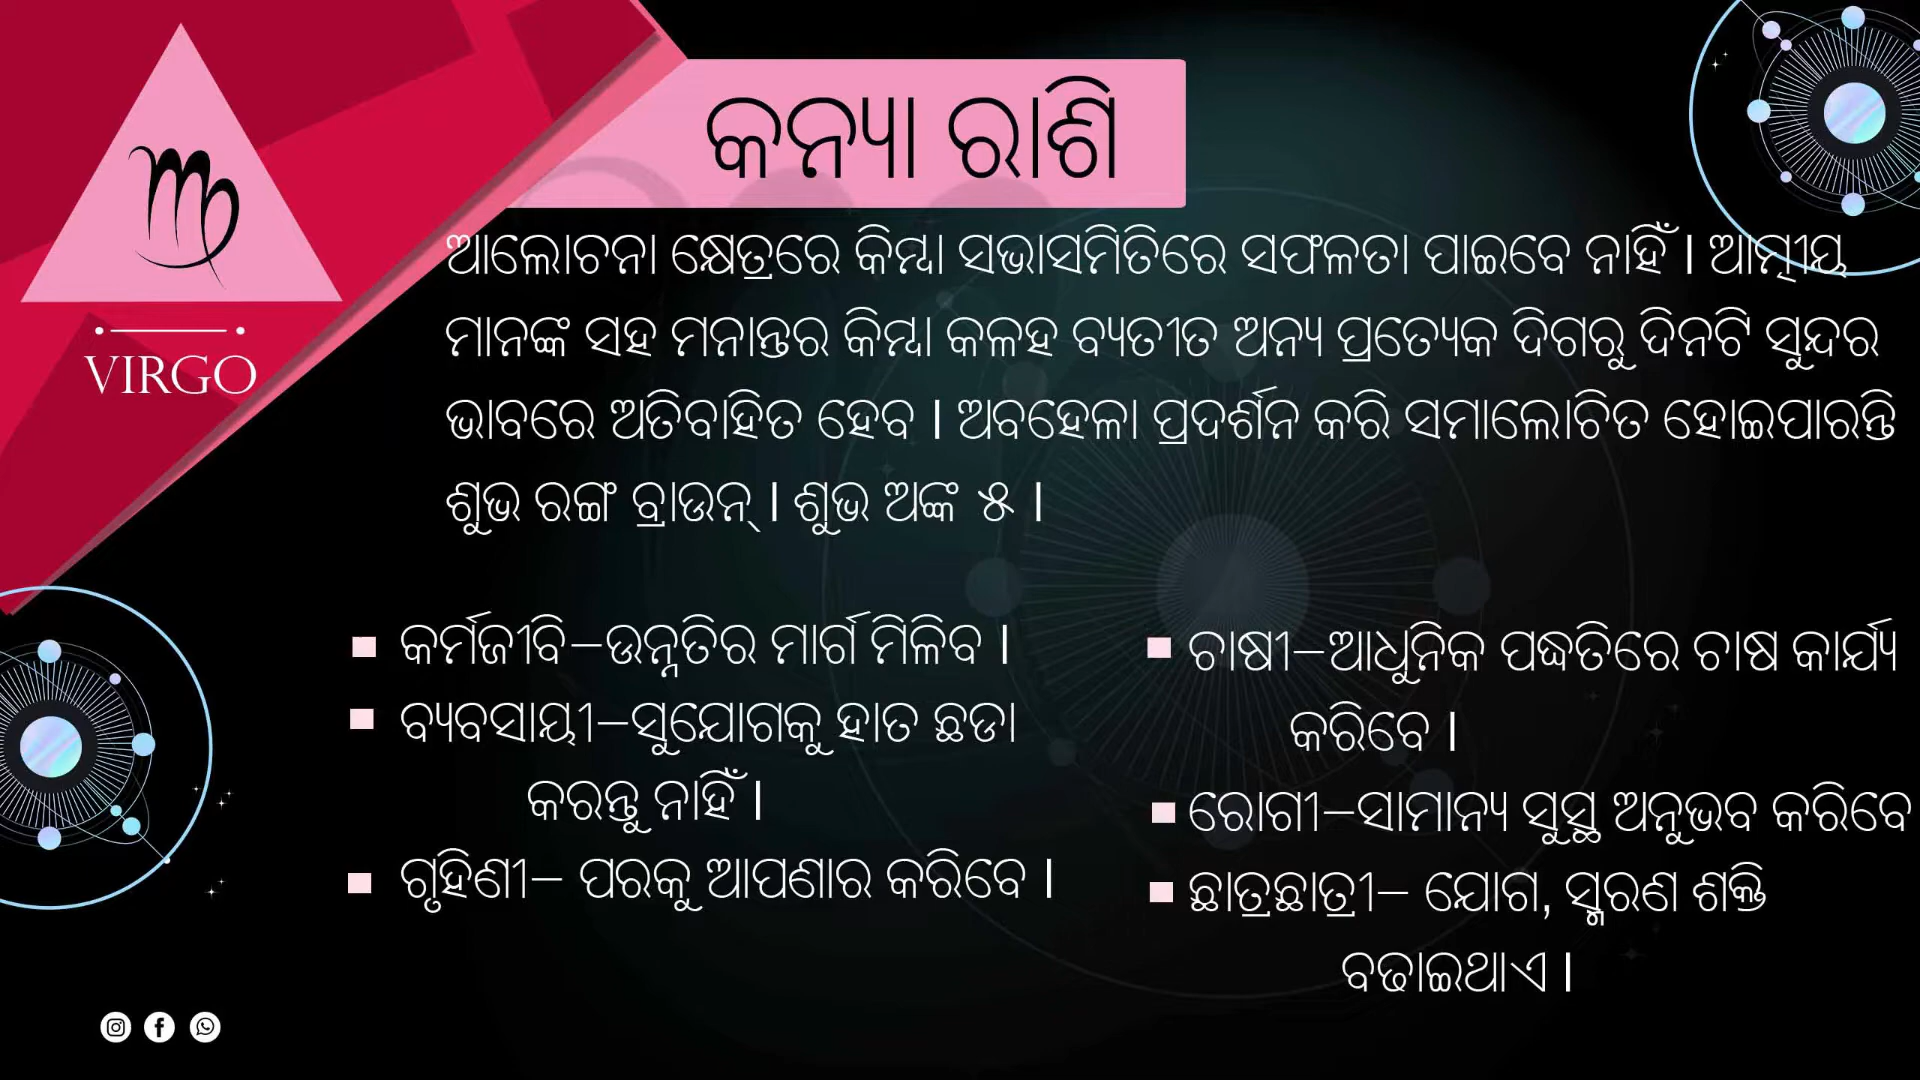 କନ୍ୟା ରାଶି
VIRGO
ଆଲୋଚନା କ୍ଷେତ୍ରରେ କିମ୍ବା ସଭାସମିତିରେ ସଫଳତା ପାଇବେ ନାହିଁ । ଆତ୍ମୀୟ
ମାନଙ୍କ ସହ ମନାନ୍ତର କିମ୍ବା କଳହ ବ୍ୟତୀତ ଅନ୍ୟ ପ୍ରତ୍ୟେକ ଦିଗରୁ ଦିନଟି ସୁନ୍ଦର
ଭାବରେ ଅତିବାହିତ ହେବ । ଅବହେଳା ପ୍ରଦର୍ଶନ କରି ସମାଲୋଚିତ ହୋଇପାରନ୍ତି
ଶୁଭ ରଙ୍ଗ ବ୍ରାଉନ୍ । ଶୁଭ ଅଙ୍କ ୫ ।
କର୍ମଜୀବି–ଉନ୍ନତିର ମାର୍ଗ ମିଳିବ ।
ବ୍ୟବସାୟୀ–ସୁଯୋଗକୁ ହାତ ଛଡା
କରନ୍ତୁ ନାହିଁ ।
ଗୃହିଣୀ– ପରକୁ ଆପଣାର କରିବେ ।
ଚାଷୀ–ଆଧୁନିକ ପଦ୍ଧତିରେ ଚାଷ କାର୍ଯ୍ୟ
କରିବେ ।
ରୋଗୀ–ସାମାନ୍ୟ ସୁସ୍ଥ ଅନୁଭବ କରିବେ
ଛାତ୍ରଛାତ୍ରୀ– ଯୋଗ, ସ୍ମରଣ ଶକ୍ତି
ବଢାଇଥାଏ ।